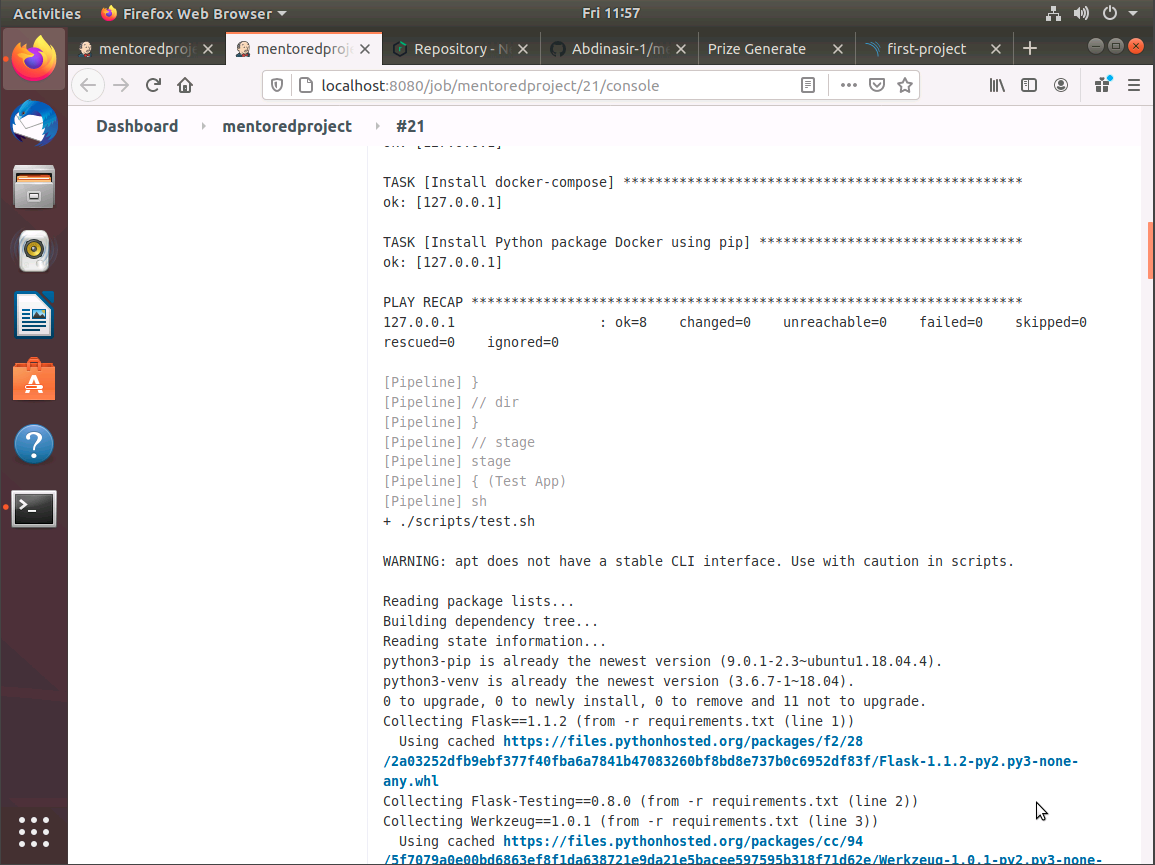 Activities Firefox Web Browser Fri 11:57
mentoredproj mentoredproj Repository - N Abdinasir-1/m Prize Generate first-project
localhost:8080/job/mentoredproject/21/console
Dashboard mentoredproject #21
ok: [127.0.0.1]
TASK [Install docker-compose] **************************************************
ok: [127.0.0.1]
TASK [Install Python package Docker using pip] *********************************
ok: [127.0.0.1]
PLAY RECAP *********************************************************************
127.0.0.1 : ok=8 changed=0 unreachable=0 failed=0 skipped=0
rescued=0 ignored=0
[Pipeline] }
[Pipeline] // dir
[Pipeline] }
[Pipeline] // stage
[Pipeline] stage
[Pipeline] { (Test App)
[Pipeline] sh
+ ./scripts/test.sh
WARNING: apt does not have a stable CLI interface. Use with caution in scripts.
Reading package lists...
Building dependency tree...
Reading state information...
python3-pip is already the newest version (9.0.1-2.3~ubuntu1.18.04.4).
python3-venv is already the newest version (3.6.7-1~18.04).
0 to upgrade, 0 to newly install, 0 to remove and 11 not to upgrade.
Collecting Flask==1.1.2 (from -r requirements.txt (line 1))
Using cached https://files.pythonhosted.org/packages/f2/28
/2a03252dfb9ebf377f40fba6a7841b47083260bf8bd8e737b0c6952df83f/Flask-1.1.2-py2.py3-none-
any.whl
Collecting Flask-Testing==0.8.0 (from -r requirements.txt (line 2))
Collecting Werkzeug==1.0.1 (from -r requirements.txt (line 3))
Using cached https://files.pythonhosted.org/packages/cc/94
/5f7079a0e00bd6863ef8f1da638721e9da21e5bacee597595b318f71d62e/Werkzeug-1.0.1-py2.py3-none-